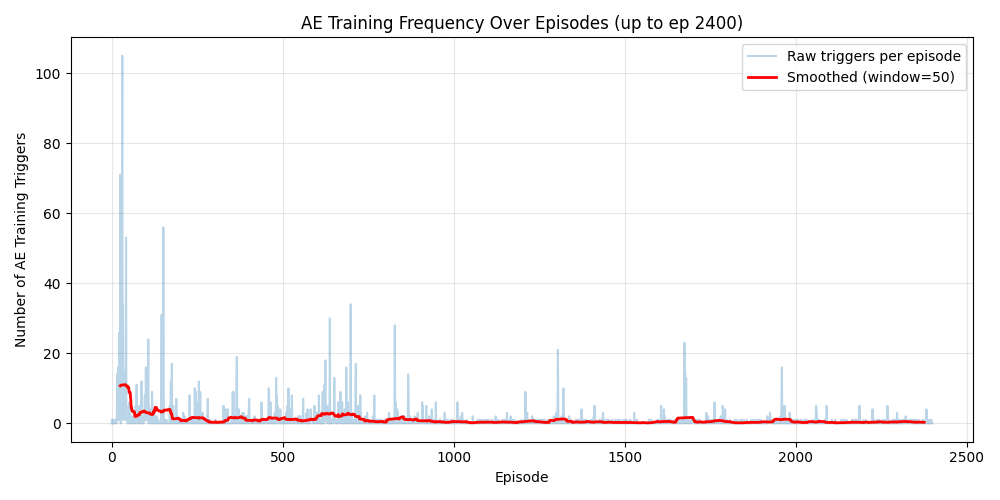 AE Training Frequency Over Episodes (up to ep 2400)
Raw triggers per episode
Smoothed (window=50)
Number of AE Training Triggers
100
80
60
40
20
0
0 500 1000 1500 2000 2500
Episode